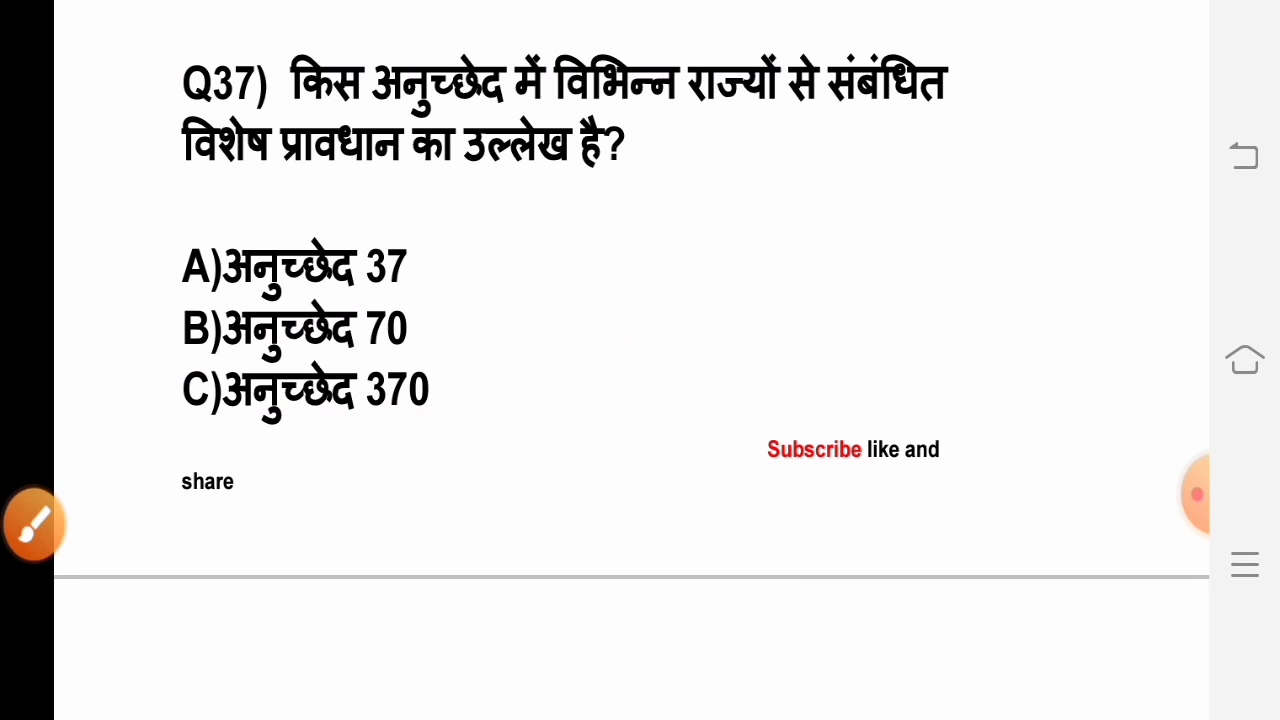 Q37) किस अनुच्छेद में विभिन्न राज्यों से संबंधित
विशेष प्रावधान का उल्लेख है?
A)अनुच्छेद 37
B)अनुच्छेद 70
C)अनुच्छेद 370
Subscribe like and
share